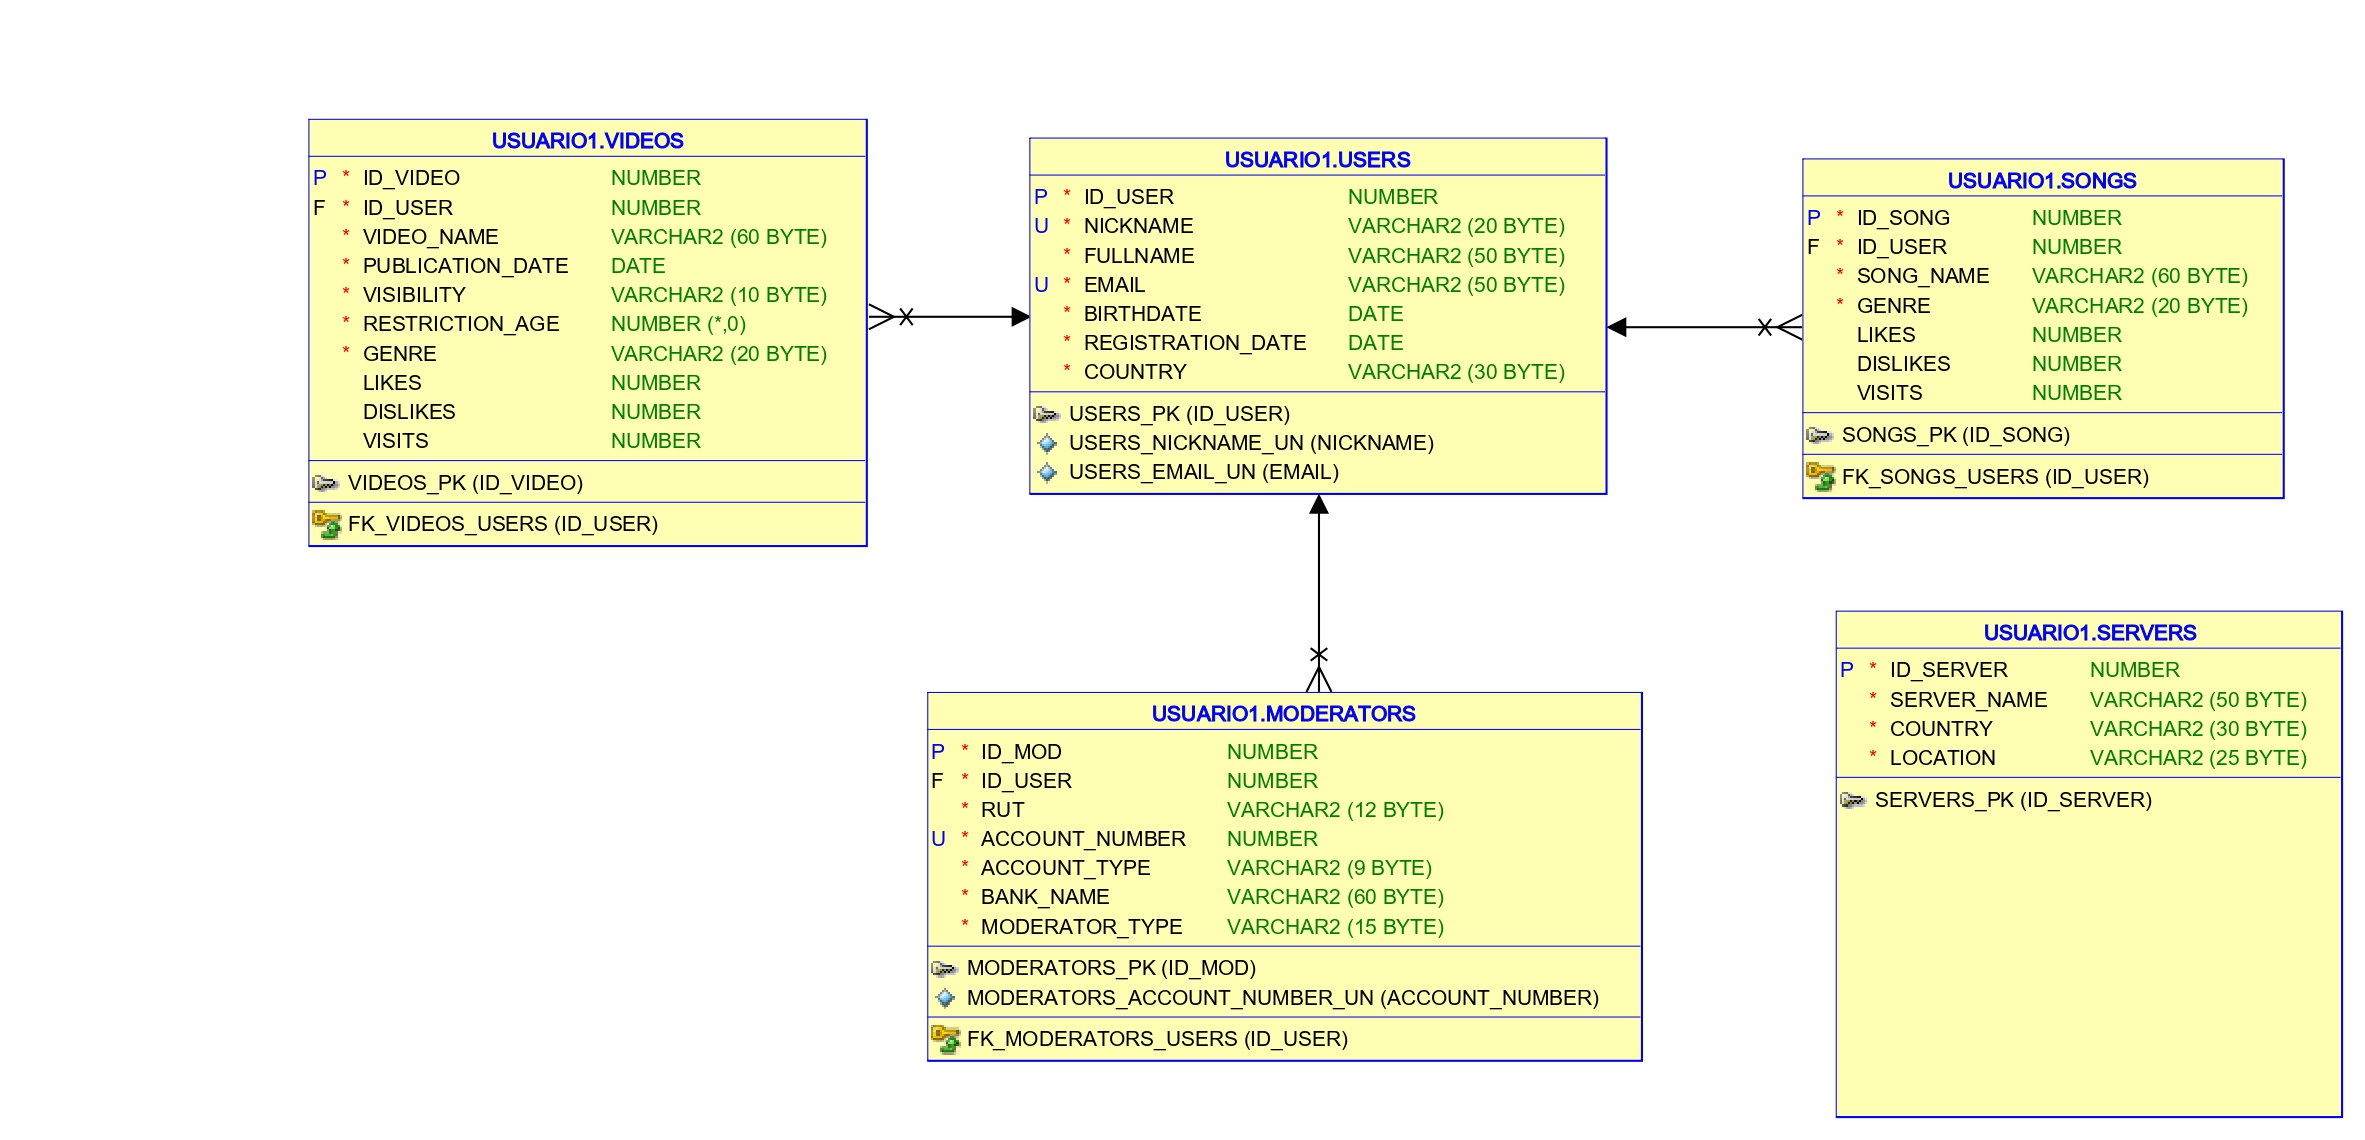 USUARIO1.VIDEOS
P * ID_VIDEO NUMBER
F * ID_USER NUMBER
* VIDEO_NAME VARCHAR2 (60 BYTE)
* PUBLICATION_DATE DATE
* VISIBILITY VARCHAR2 (10 BYTE)
* RESTRICTION_AGE NUMBER (*,0)
* GENRE VARCHAR2 (20 BYTE)
LIKES NUMBER
DISLIKES NUMBER
VISITS NUMBER
VIDEOS_PK (ID_VIDEO)
FK_VIDEOS_USERS (ID_USER)
USUARIO1.USERS
P * ID_USER NUMBER
U * NICKNAME VARCHAR2 (20 BYTE)
* FULLNAME VARCHAR2 (50 BYTE)
U * EMAIL VARCHAR2 (50 BYTE)
* BIRTHDATE DATE
* REGISTRATION_DATE DATE
* COUNTRY VARCHAR2 (30 BYTE)
USERS_PK (ID_USER)
USERS_NICKNAME_UN (NICKNAME)
USERS_EMAIL_UN (EMAIL)
USUARIO1.SONGS
P * ID_SONG NUMBER
F * ID_USER NUMBER
* SONG_NAME VARCHAR2 (60 BYTE)
* GENRE VARCHAR2 (20 BYTE)
LIKES NUMBER
DISLIKES NUMBER
VISITS NUMBER
SONGS_PK (ID_SONG)
FK_SONGS_USERS (ID_USER)
USUARIO1.MODERATORS
P * ID_MOD NUMBER
F * ID_USER NUMBER
* RUT VARCHAR2 (12 BYTE)
U * ACCOUNT_NUMBER NUMBER
* ACCOUNT_TYPE VARCHAR2 (9 BYTE)
* BANK_NAME VARCHAR2 (60 BYTE)
* MODERATOR_TYPE VARCHAR2 (15 BYTE)
MODERATORS_PK (ID_MOD)
MODERATORS_ACCOUNT_NUMBER_UN (ACCOUNT_NUMBER)
FK_MODERATORS_USERS (ID_USER)
USUARIO1.SERVERS
P * ID_SERVER NUMBER
* SERVER_NAME VARCHAR2 (50 BYTE)
* COUNTRY VARCHAR2 (30 BYTE)
* LOCATION VARCHAR2 (25 BYTE)
SERVERS_PK (ID_SERVER)